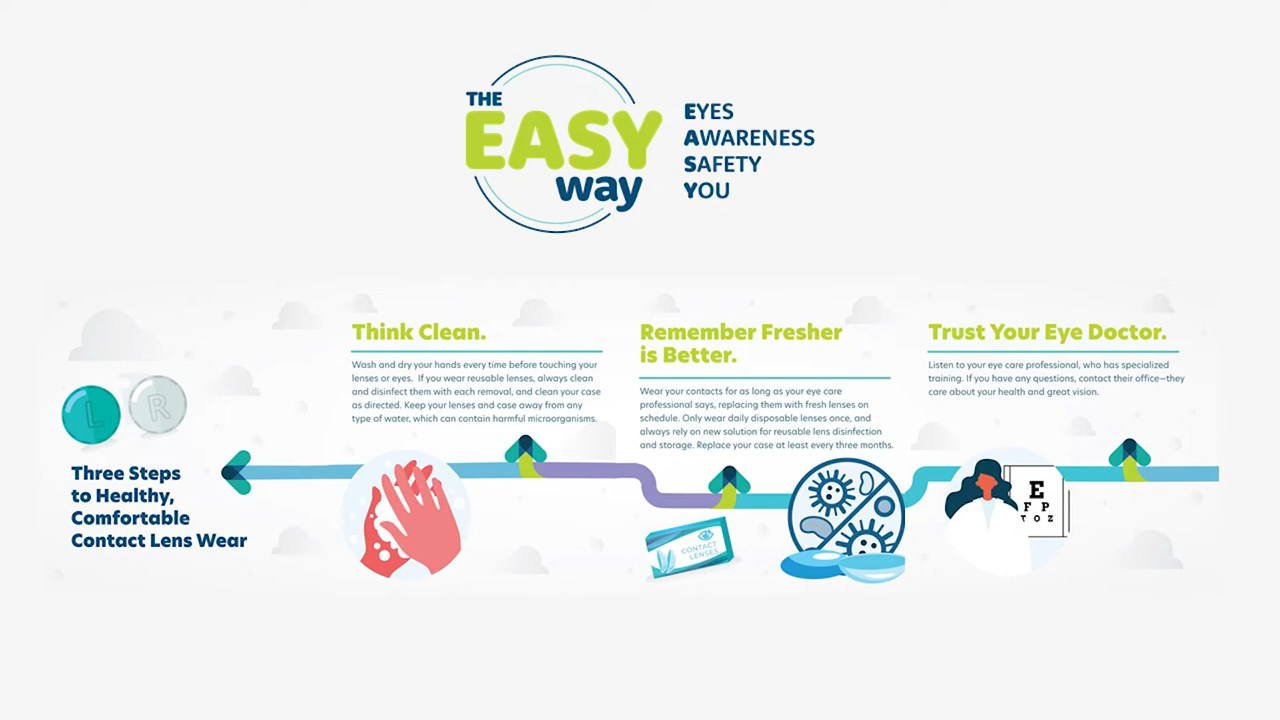 THE
EASY
way
EYES
AWARENESS
SAFETY
YOU
L
R
Three Steps
to Healthy,
Comfortable
Contact Lens Wear
Think Clean.
Wash and dry your hands every time before touching your
lenses or eyes. If you wear reusable lenses, always clean
and disinfect them with each removal, and clean your case
as directed. Keep your lenses and case away from any
type of water, which can contain harmful microorganisms.
Remember Fresher
is Better.
Wear your contacts for as long as your eye care
professional says, replacing them with fresh lenses on
schedule. Only wear daily disposable lenses once, and
always rely on new solution for reusable lens disinfection
and storage. Replace your case at least every three months.
CONTACT
LENSES
Trust Your Eye Doctor.
Listen to your eye care professional, who has specialized
training. If you have any questions, contact their office—they
care about your health and great vision.
E
F P
T O Z